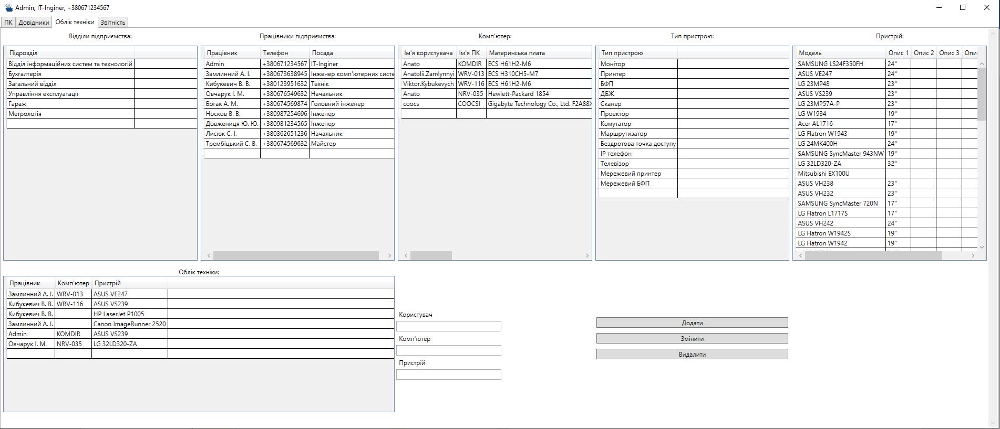 Admin, IT-Inginer, +380671234567
ПК Довідники Облік техніки Звітність
Відділи підприємства:
Підрозділ
Відділ інформаційних систем та технологій
Бухгалтерія
Загальний відділ
Управління експлуатації
Гараж
Метрологія
Працівники підприємства:
Працівник Телефон Посада
Admin +380671234567 IT-Inginer
Замлинний А. І. +380673638945 Інженер комп'ютерних систе
Кибукевич В. В. +380123951632 Технік
Овчарук І. М. +380676549632 Начальник
Богак А. М. +380674569874 Головний інженер
Носков В. В. +380987254696 Інженер
Довжениця Ю. Ю. +380981234565 Інженер
Лисюк С. І. +380362651236 Начальник
Трембіцький С. В. +380674569632 Майстер
Комп'ютер:
Ім'я користувача Ім'я ПК Материнська плата
Anato KOMDIR ECS H61H2-M6
Anatolii.Zamlynnyi WRV-013 ECS H310CH5-M7
Viktor.Kybukevych WRV-116 ECS H61H2-M6
Anato NRV-035 Hewlett-Packard 1854
coocs COOCSI Gigabyte Technology Co., Ltd. F2A88X
Тип пристрою:
Тип пристрою
Монітор
Принтер
БФП
ДБЖ
Сканер
Проектор
Комутатор
Маршрутизатор
Бездротова точка доступу
IP телефон
Телевізор
Мережевий принтер
Мережевий БФП
Пристрій:
Модель Опис 1 Опис 2 Опис 3 Опи
SAMSUNG LS24F350FH 24"
ASUS VE247 24"
LG 23MP48 23"
ASUS VS239 23"
LG 23MP57A-P 23"
LG W1934 19"
Acer AL1716 17"
LG Flatron W1943 19"
LG 24MK400H 24"
SAMSUNG SyncMaster 943NW 19"
LG 32LD320-ZA 32"
Mitsubishi EX100U
ASUS VH238 23"
ASUS VH232 23"
SAMSUNG SyncMaster 720N 17"
LG Flatron L1717S 17"
ASUS VH242 24"
LG Flatron W1942S 19"
LG Flatron W1942 19"
Облік техніки:
Працівник Комп'ютер Пристрій
Замлинний А. І. WRV-013 ASUS VE247
Кибукевич В. В. WRV-116 ASUS VS239
Кибукевич В. В. HP LaserJet P1005
Замлинний А. І. Canon ImageRunner 2520
Admin KOMDIR ASUS VS239
Овчарук І. М. NRV-035 LG 32LD320-ZA
Користувач
Комп'ютер
Пристрій
Додати
Змінити
Видалити